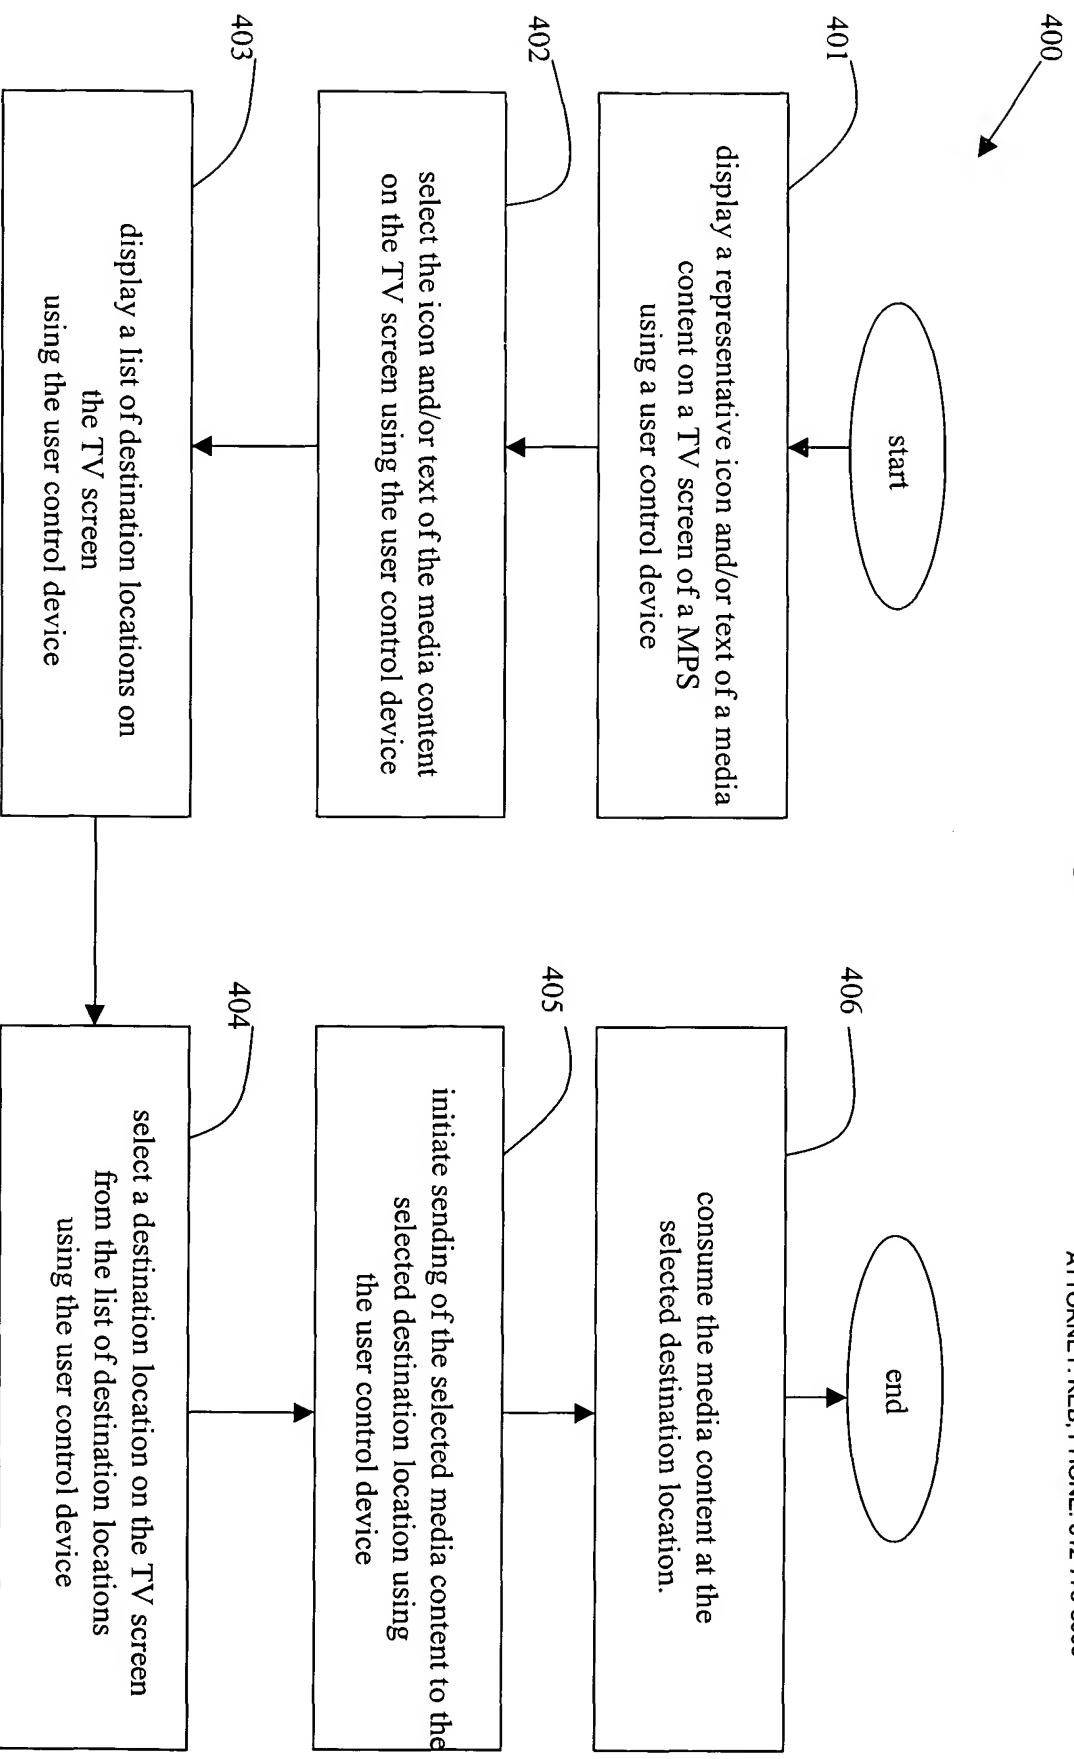 400
start
401
display a representative icon and/or text of a media
content on a TV screen of a MPS
using a user control device
402
select the icon and/or text of the media content
on the TV screen using the user control device
403
display a list of destination locations on
the TV screen
using the user control device
404
select a destination location on the TV screen
from the list of destination locations
using the user control device
405
initiate sending of the selected media content to the
selected destination location using
the user control device
406
consume the media content at the
selected destination location.
end